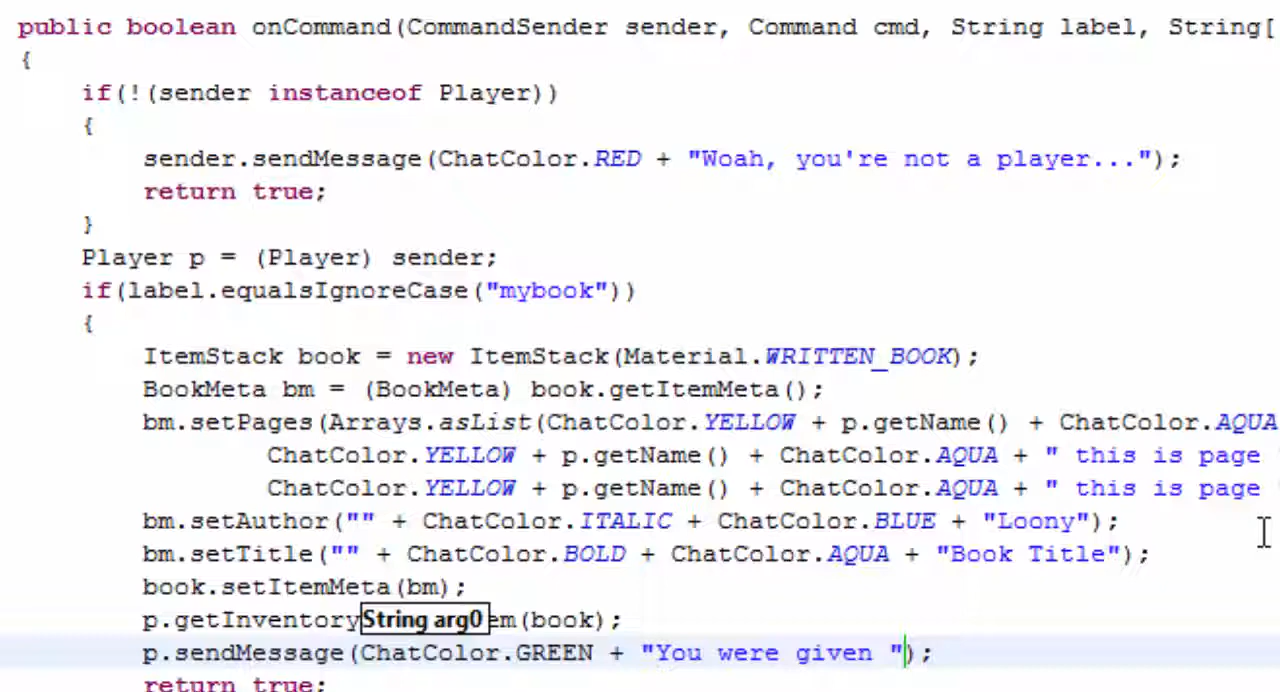 public boolean onCommand(CommandSender sender, Command cmd, String label, String[
{
if(!(sender instanceof Player))
{
sender.sendMessage(ChatColor.RED + "Woah, you're not a player...");
return true;
}
Player p = (Player) sender;
if(label.equalsIgnoreCase("mybook"))
{
ItemStack book = new ItemStack(Material.WRITTEN_BOOK);
BookMeta bm = (BookMeta) book.getItemMeta();
bm.setPages(Arrays.asList(ChatColor.YELLOW + p.getName() + ChatColor.AQUA
ChatColor.YELLOW + p.getName() + ChatColor.AQUA + " this is page
ChatColor.YELLOW + p.getName() + ChatColor.AQUA + " this is page
bm.setAuthor("" + ChatColor.ITALIC + ChatColor.BLUE + "Loony");
bm.setTitle("" + ChatColor.BOLD + ChatColor.AQUA + "Book Title");
book.setItemMeta(bm);
p.getInventory String arg0 em(book);
p.sendMessage(ChatColor.GREEN + "You were given ");
return true;